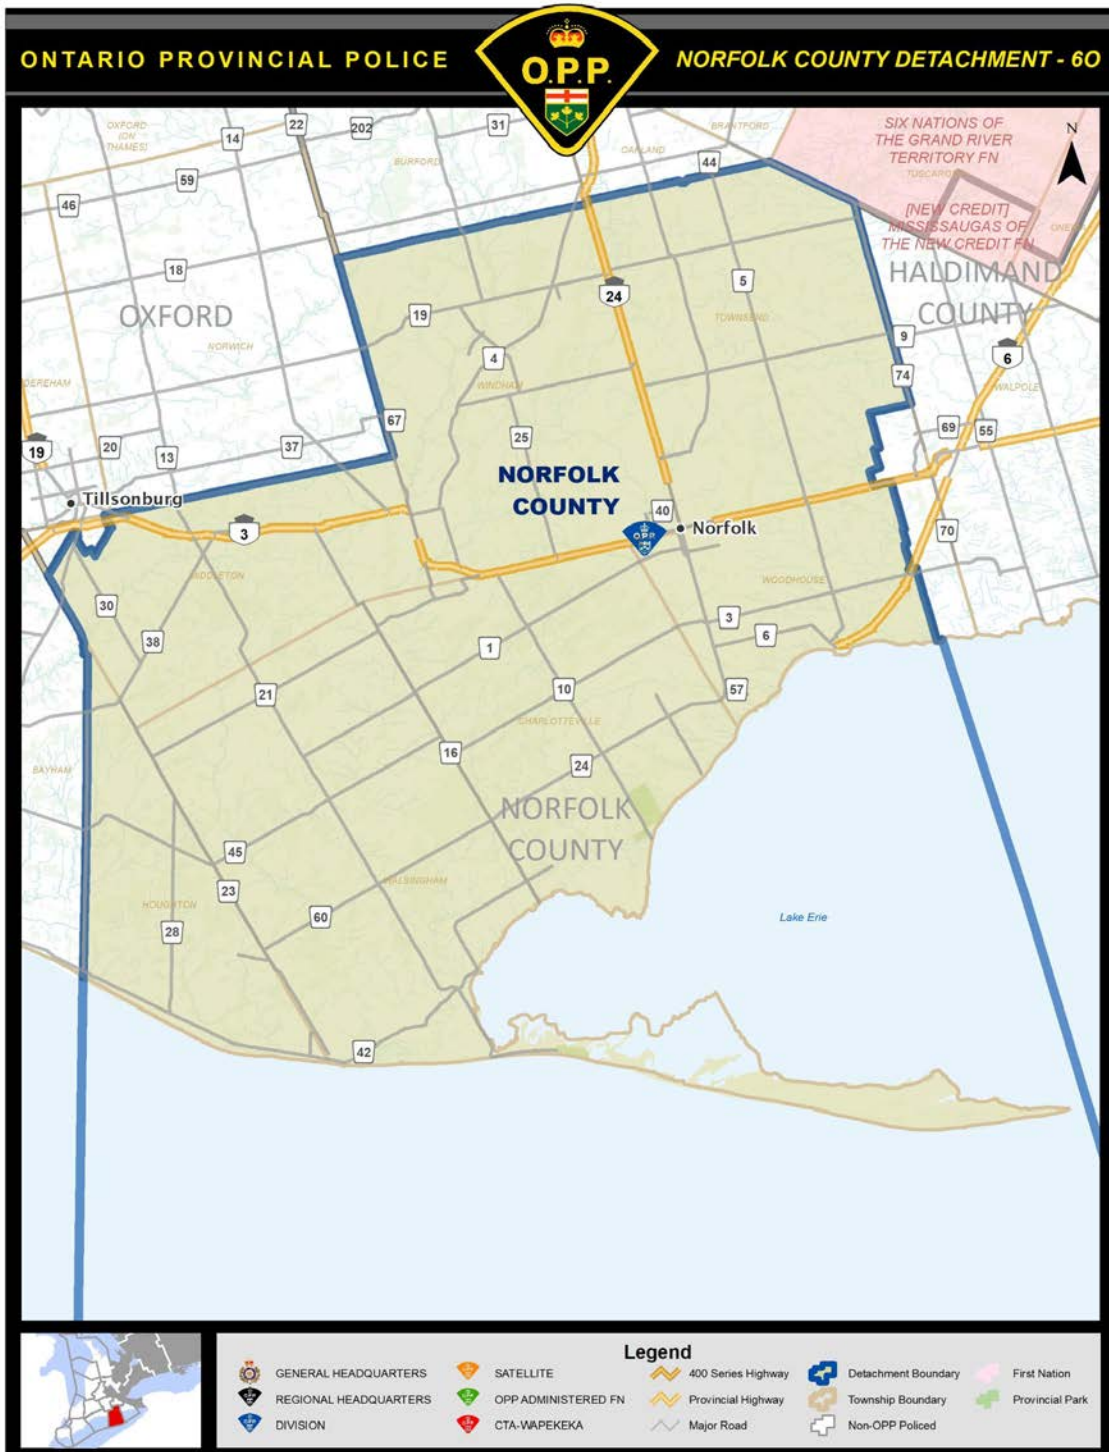 ONTARIO PROVINCIAL POLICE
O.P.P.
NORFOLK COUNTY DETACHMENT - 6O
OXFORD
(ON
THAMES)
14
22
202
31
BURFORD
OAKLAND
BRANTFORD
44
SIX NATIONS OF
THE GRAND RIVER
TERRITORY FN
N
59
46
[NEW CREDIT]
MISSISSAUGAS OF
THE NEW CREDIT FN
18
HALDIMAND
COUNTY
5
24
OXFORD
19
TOWNSEND
9
NORWICH
4
6
WINDHAM
74
WALPOLE
DEREHAM
67
69
55
25
20
13
37
19
NORFOLK
COUNTY
Tillsonburg
40
Norfolk
3
O.P.P.
70
MIDDLETON
WOODHOUSE
30
38
3
6
1
21
10
57
CHARLOTTEVILLE
16
24
BAYHAM
NORFOLK
COUNTY
45
WALSINGHAM
23
HOUGHTON
60
28
Lake Erie
42
Legend
GENERAL HEADQUARTERS
REGIONAL HEADQUARTERS
DIVISION
SATELLITE
OPP ADMINISTERED FN
CTA-WAPEKEKA
400 Series Highway
Provincial Highway
Major Road
Detachment Boundary
Township Boundary
Non-OPP Policed
First Nation
Provincial Park